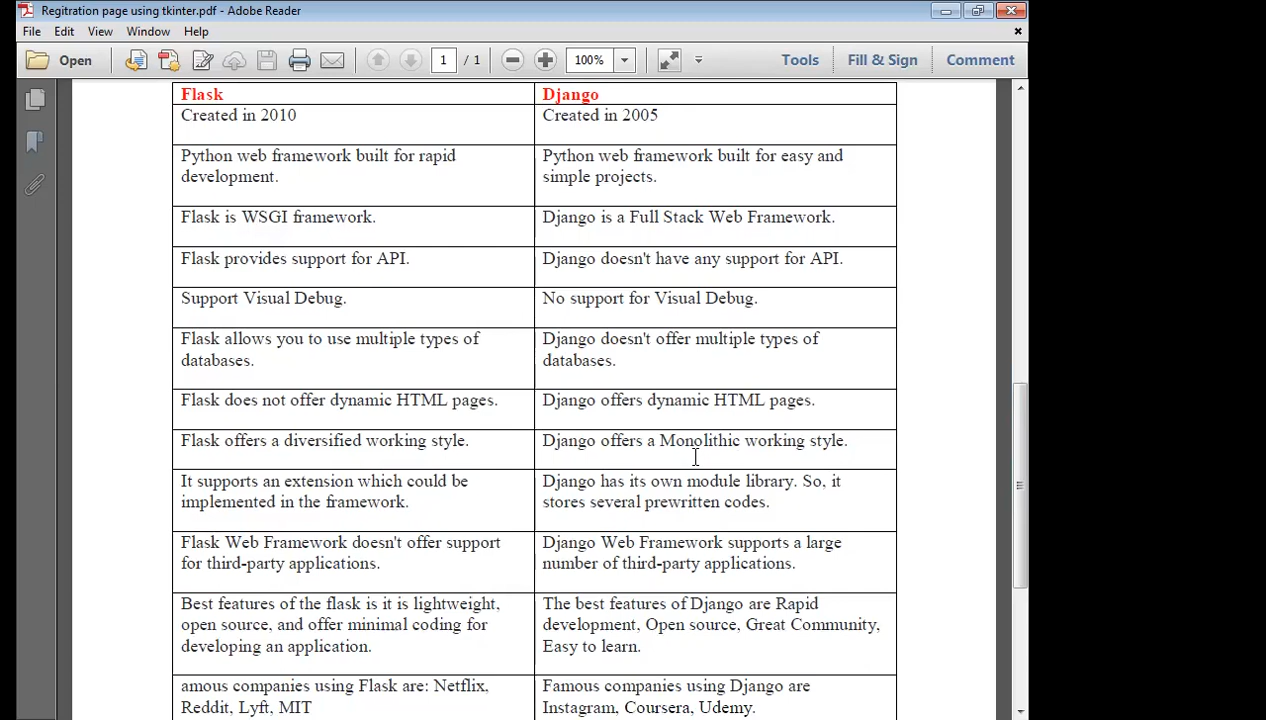 Regitration page using tkinter.pdf - Adobe Reader
File Edit View Window Help
Open 1 / 1 100% Tools Fill & Sign Comment
Flask Django
Created in 2010 Created in 2005
Python web framework built for rapid Python web framework built for easy and
development. simple projects.
Flask is WSGI framework. Django is a Full Stack Web Framework.
Flask provides support for API. Django doesn't have any support for API.
Support Visual Debug. No support for Visual Debug.
Flask allows you to use multiple types of Django doesn't offer multiple types of
databases. databases.
Flask does not offer dynamic HTML pages. Django offers dynamic HTML pages.
Flask offers a diversified working style. Django offers a Monolithic working style.
It supports an extension which could be Django has its own module library. So, it
implemented in the framework. stores several prewritten codes.
Flask Web Framework doesn't offer support Django Web Framework supports a large
for third-party applications. number of third-party applications.
Best features of the flask is it is lightweight, The best features of Django are Rapid
open source, and offer minimal coding for development, Open source, Great Community,
developing an application. Easy to learn.
amous companies using Flask are: Netflix, Famous companies using Django are
Reddit, Lyft, MIT Instagram, Coursera, Udemy.